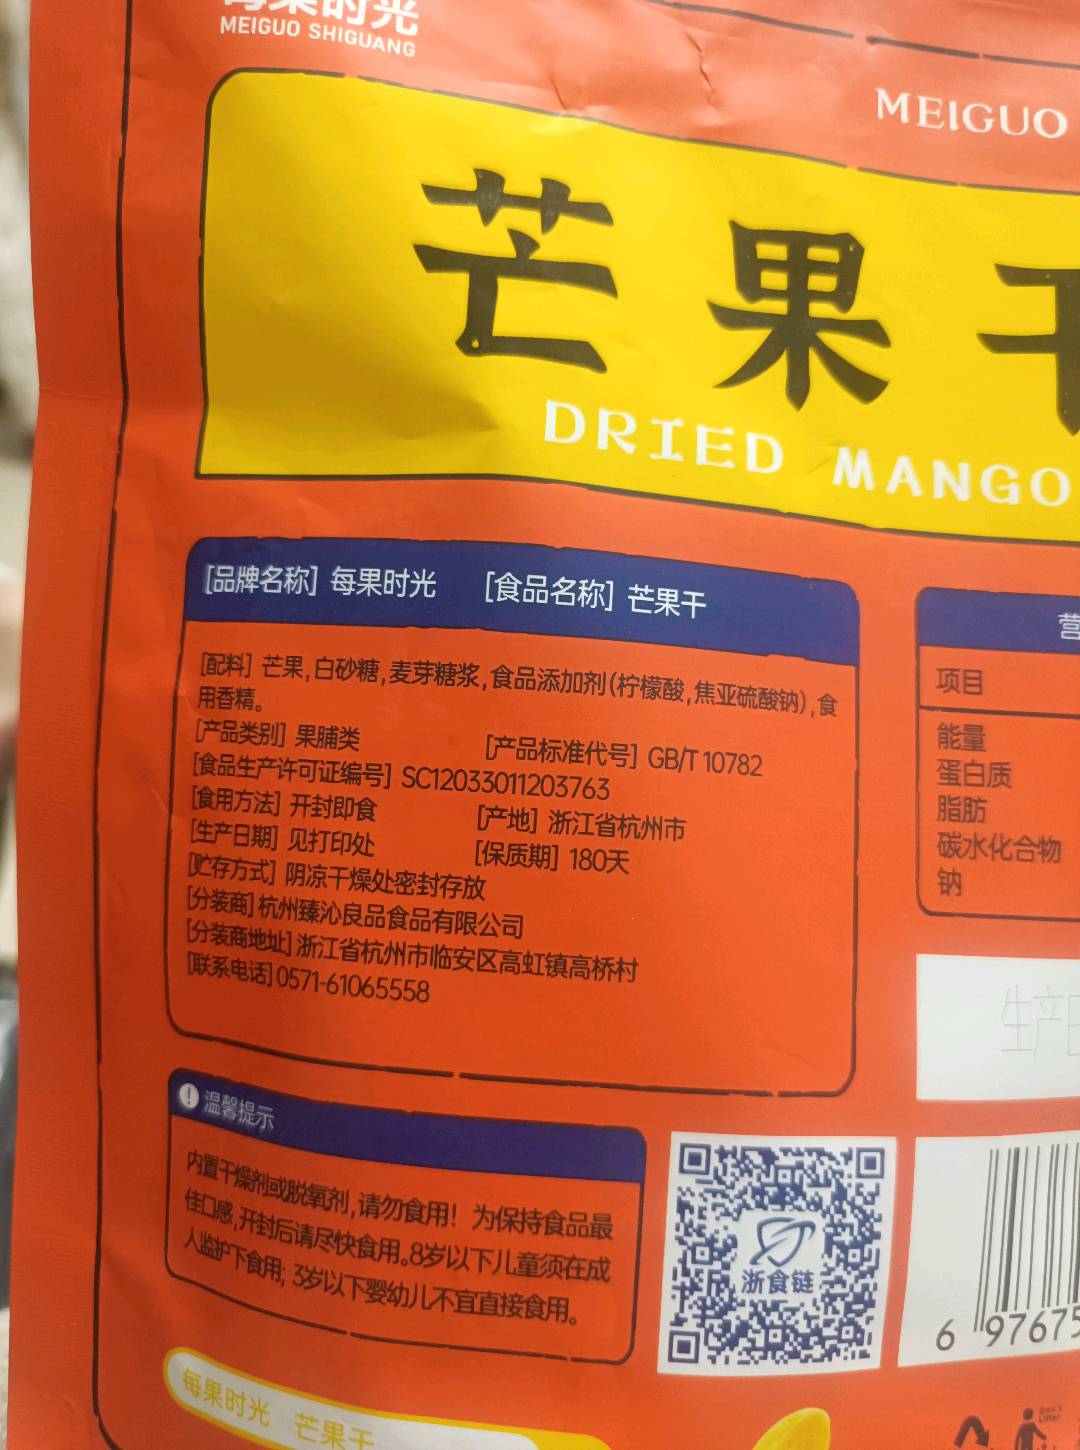 每果时光
MEIGUO SHIGUANG
MEIGUO
芒果干
DRIED MANGO
[品牌名称] 每果时光 [食品名称] 芒果干
[配料] 芒果,白砂糖,麦芽糖浆,食品添加剂(柠檬酸,焦亚硫酸钠),食
用香精。
[产品类别] 果脯类 [产品标准代号] GB/T 10782
[食品生产许可证编号] SC12033011203763
[食用方法] 开封即食 [产地] 浙江省杭州市
[生产日期] 见打印处 [保质期] 180天
[贮存方式] 阴凉干燥处密封存放
[分装商] 杭州臻沁良品食品有限公司
[分装商地址] 浙江省杭州市临安区高虹镇高桥村
[联系电话] 0571-61065558
营
项目
能量
蛋白质
脂肪
碳水化合物
钠
生产日
温馨提示
内置干燥剂或脱氧剂,请勿食用！为保持食品最
佳口感,开封后请尽快食用。8岁以下儿童须在成
人监护下食用；3岁以下婴幼儿不宜直接食用。
浙食链
6 97675
每果时光 芒果干
Don't
Litter